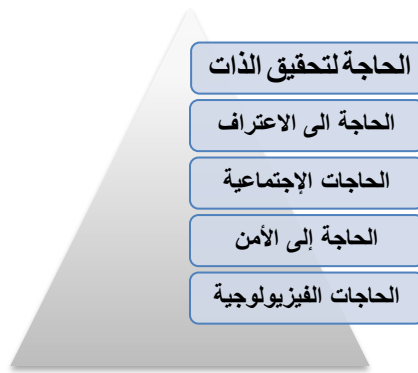 الحاجة لتحقيق الذات
الحاجة الى الاعتراف
الحاجات الإجتماعية
الحاجة إلى الأمن
الحاجات الفيزيولوجية